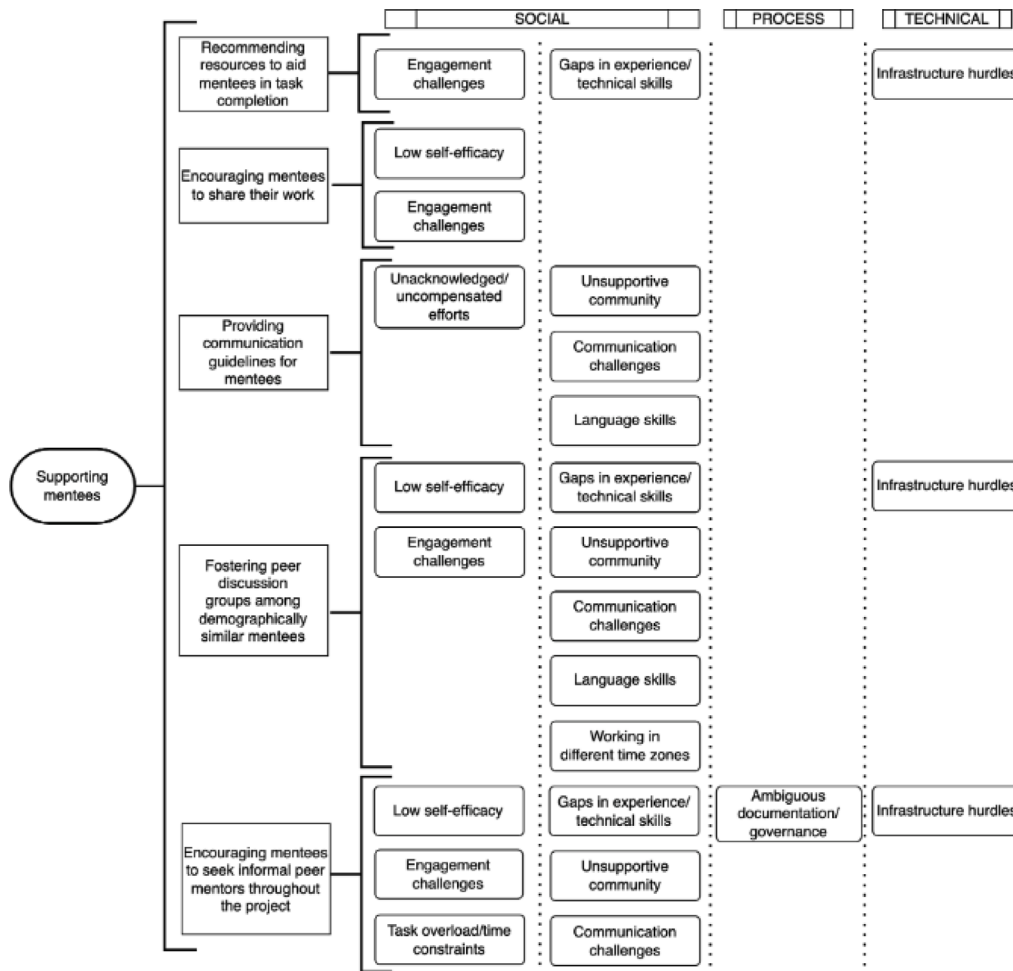 SOCIAL
PROCESS
TECHNICAL
Supporting
mentees
Recommending
resources to aid
mentees in task
completion
Engagement
challenges
Gaps in experience/
technical skills
Infrastructure hurdles
Encouraging mentees
to share their work
Low self-efficacy
Engagement
challenges
Providing
communication
guidelines for
mentees
Unacknowledged/
uncompensated
efforts
Unsupportive
community
Communication
challenges
Language skills
Fostering peer
discussion
groups among
demographically
similar mentees
Low self-efficacy
Gaps in experience/
technical skills
Infrastructure hurdles
Engagement
challenges
Unsupportive
community
Communication
challenges
Language skills
Working in
different time zones
Encouraging mentees
to seek informal peer
mentors throughout
the project
Low self-efficacy
Gaps in experience/
technical skills
Ambiguous
documentation/
governance
Infrastructure hurdles
Engagement
challenges
Unsupportive
community
Task overload/time
constraints
Communication
challenges